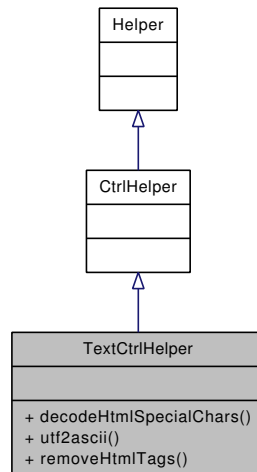 Helper
CtrlHelper
TextCtrlHelper
+ decodeHtmlSpecialChars()
+ utf2ascii()
+ removeHtmlTags()